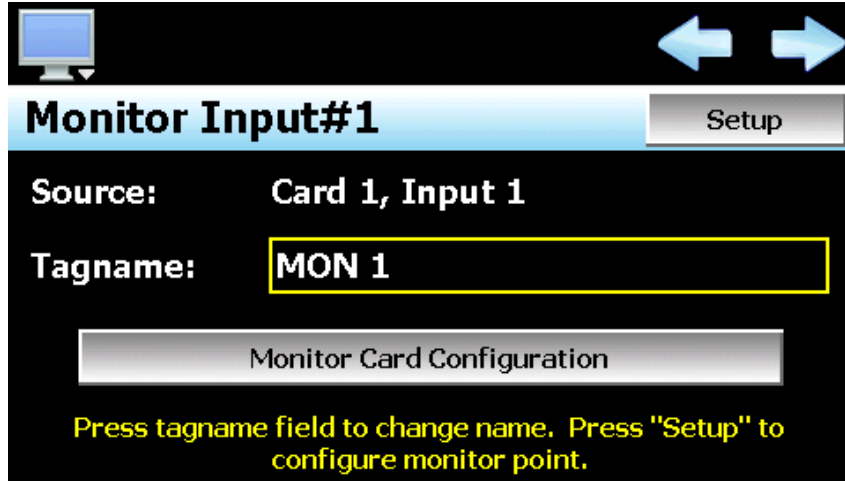 Monitor Input#1
Setup
Source: Card 1, Input 1
Tagname: MON 1
Monitor Card Configuration
Press tagname field to change name. Press "Setup" to
configure monitor point.